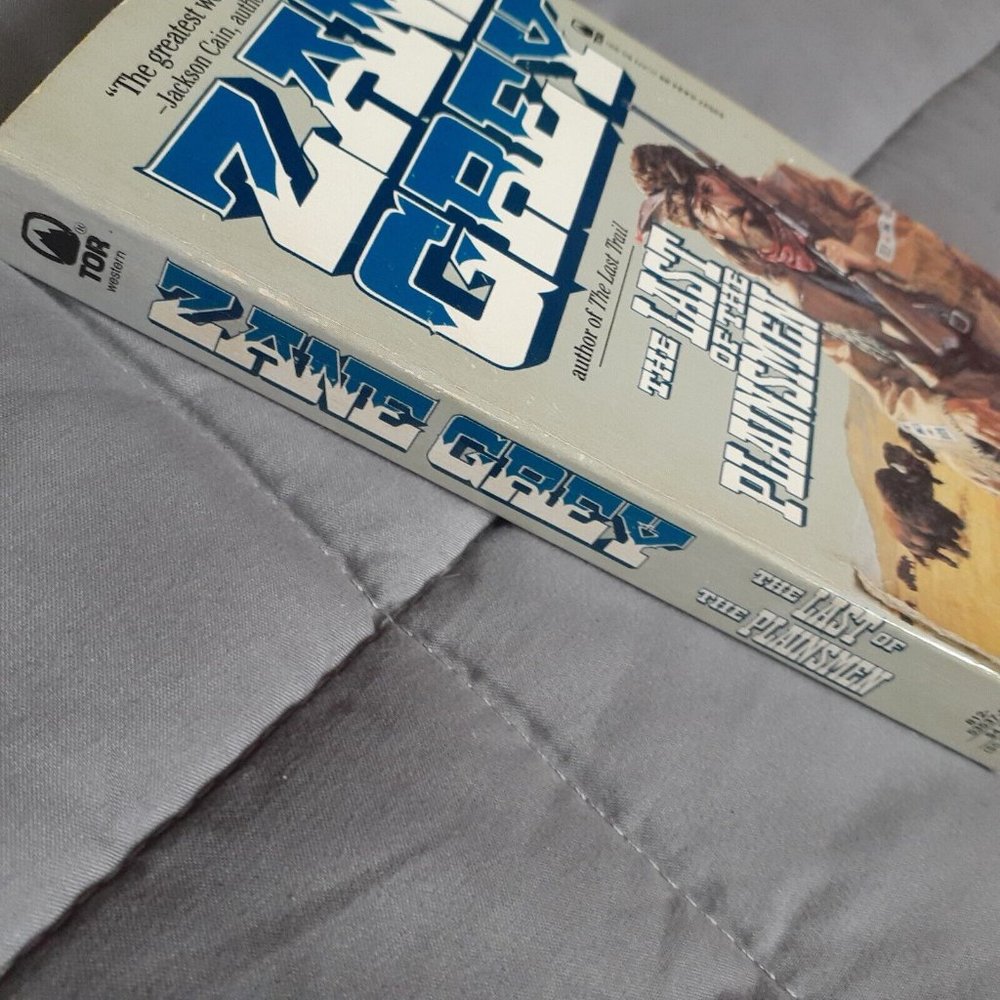 "The greatest
–Jackson Cain,
ZANE
GREY
author of The Last Trail
THE LAST
OF THE
PLAINSMEN
TOR®
western
ZANE GREY
THE LAST OF
THE PLAINSMEN
812-